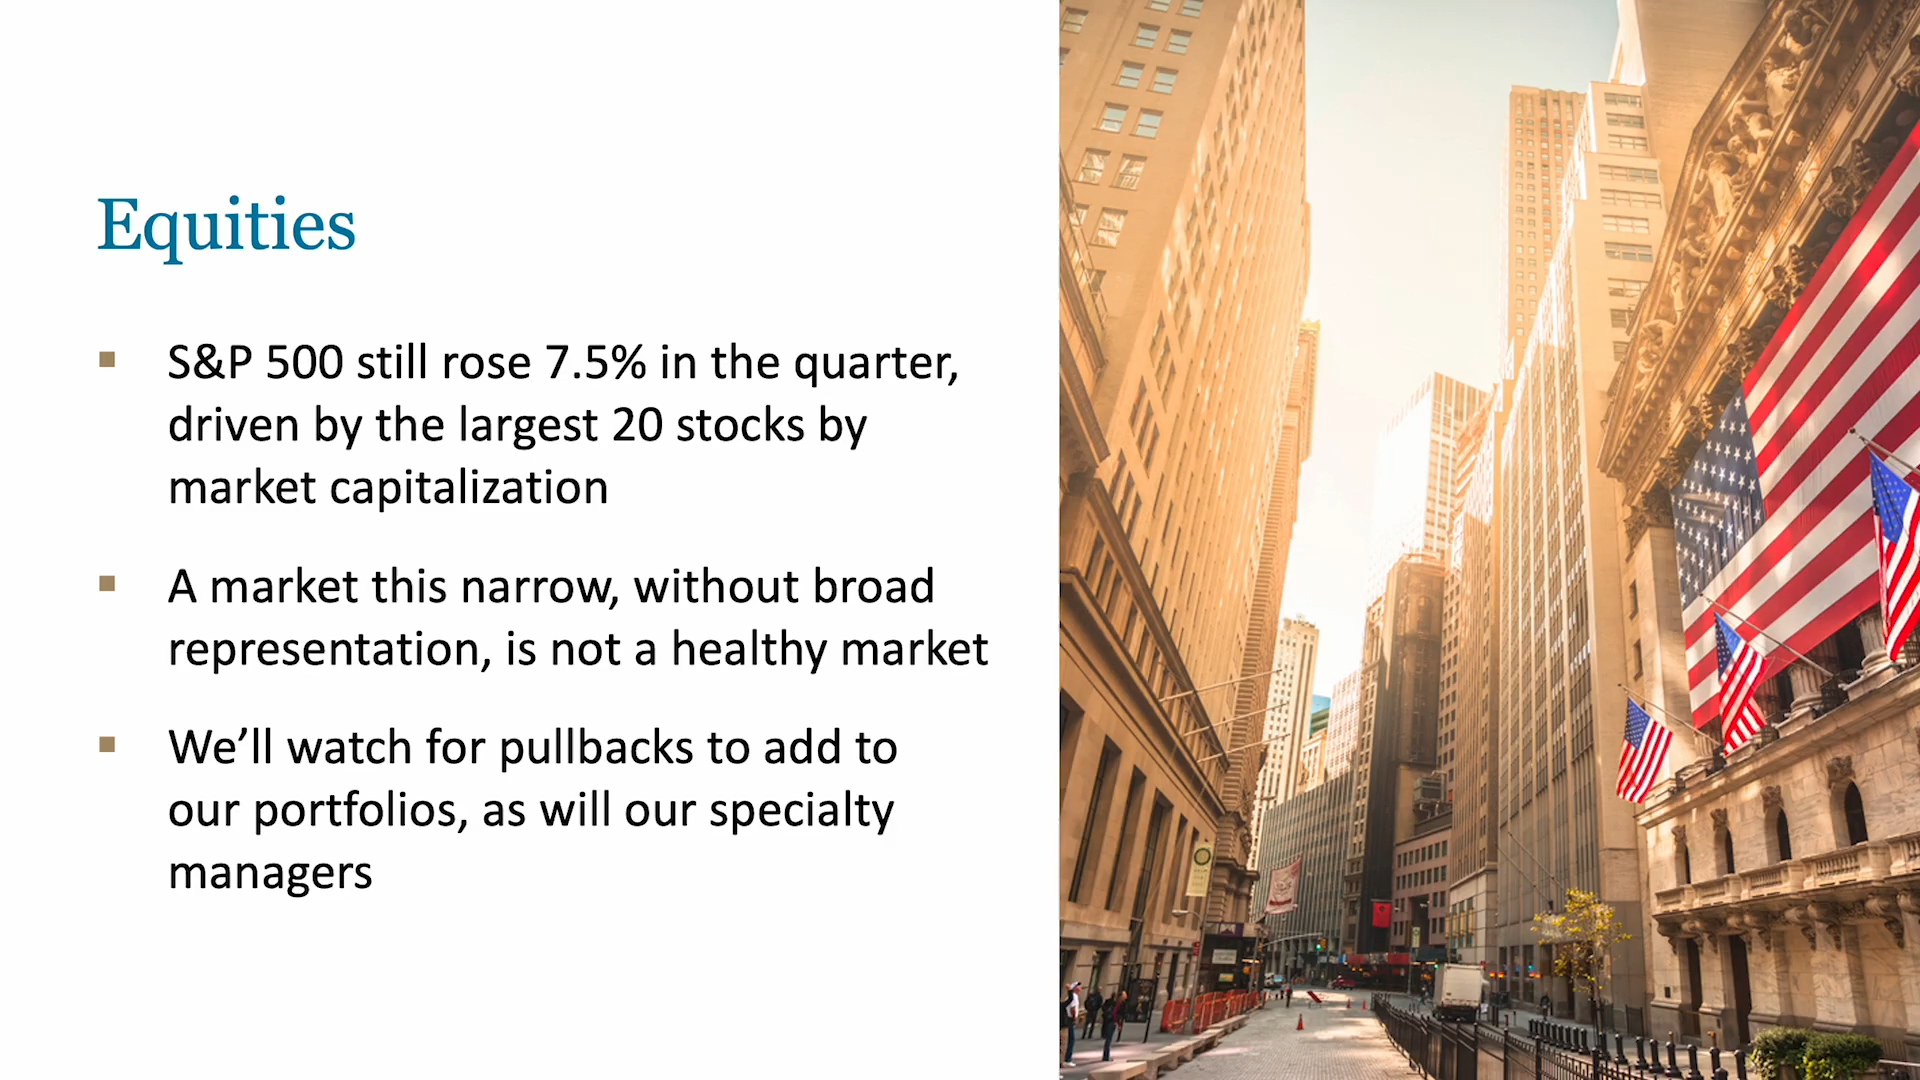 Equities
▪ S&P 500 still rose 7.5% in the quarter,
driven by the largest 20 stocks by
market capitalization
▪ A market this narrow, without broad
representation, is not a healthy market
▪ We’ll watch for pullbacks to add to
our portfolios, as will our specialty
managers